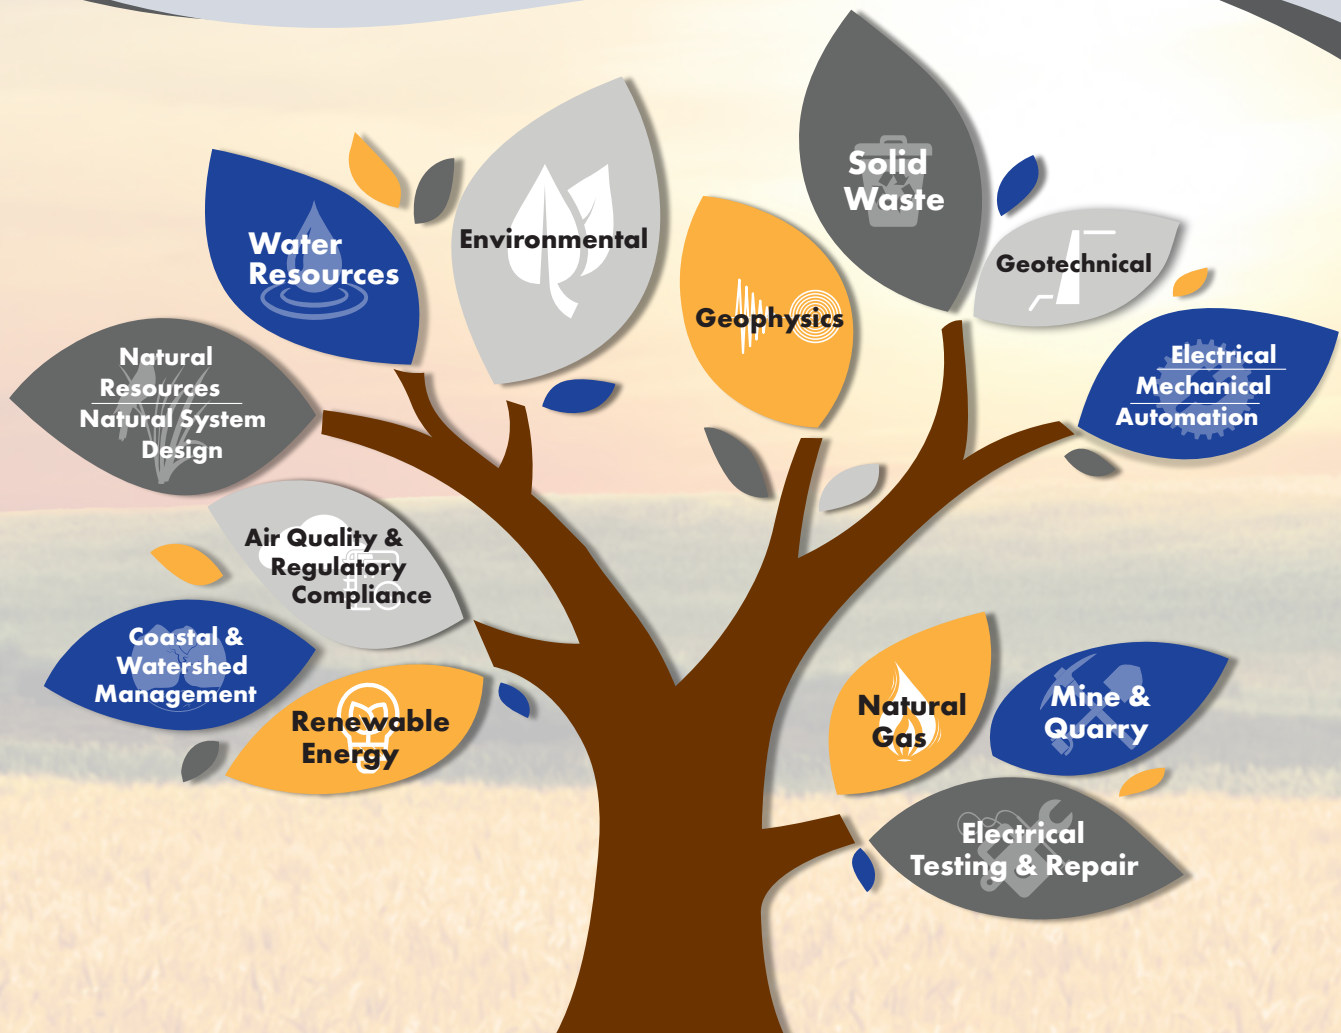 Solid
Waste
Water
Resources
Environmental
Geotechnical
Geophysics
Natural
Resources
Natural System
Design
Electrical
Mechanical
Automation
Air Quality &
Regulatory
Compliance
Coastal &
Watershed
Management
Renewable
Energy
Natural
Gas
Mine &
Quarry
Electrical
Testing & Repair